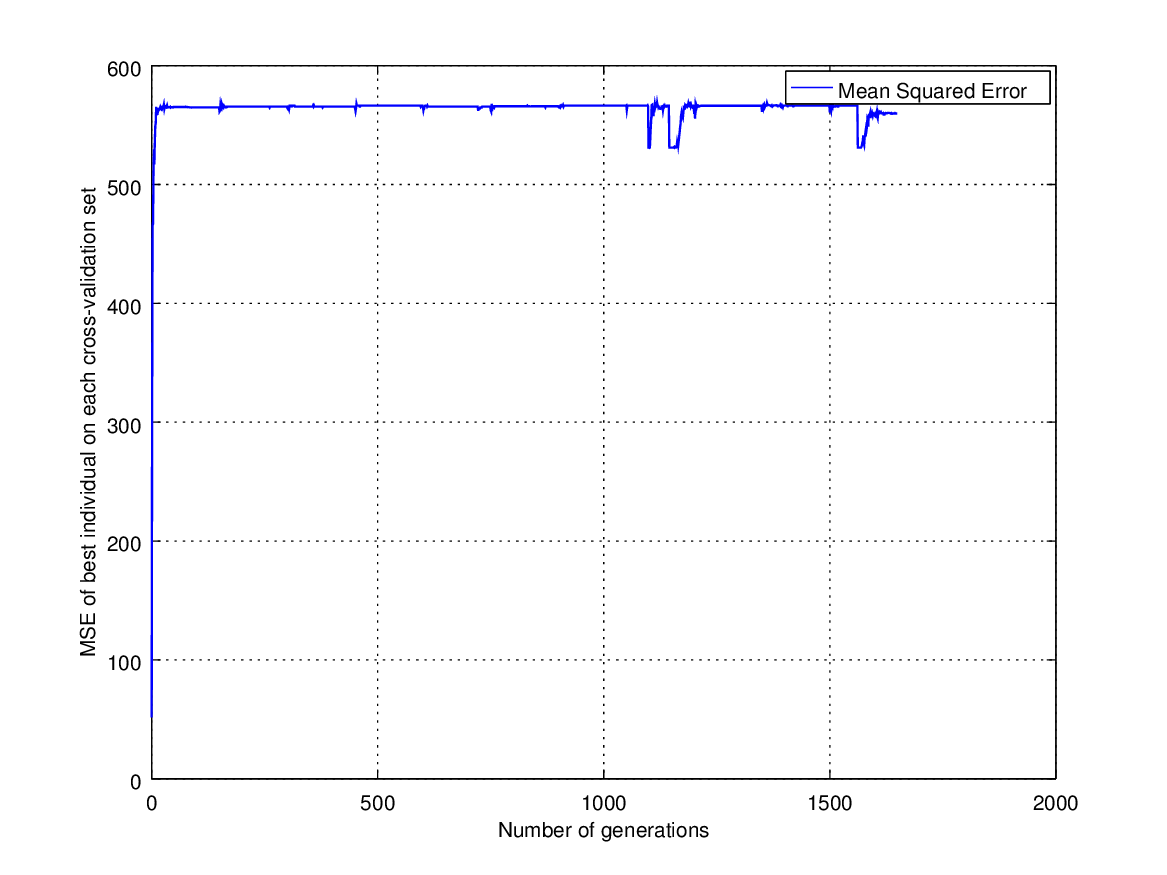 Mean Squared Error
MSE of best individual on each cross-validation set
600
500
400
300
200
100
0
0 500 1000 1500 2000
Number of generations